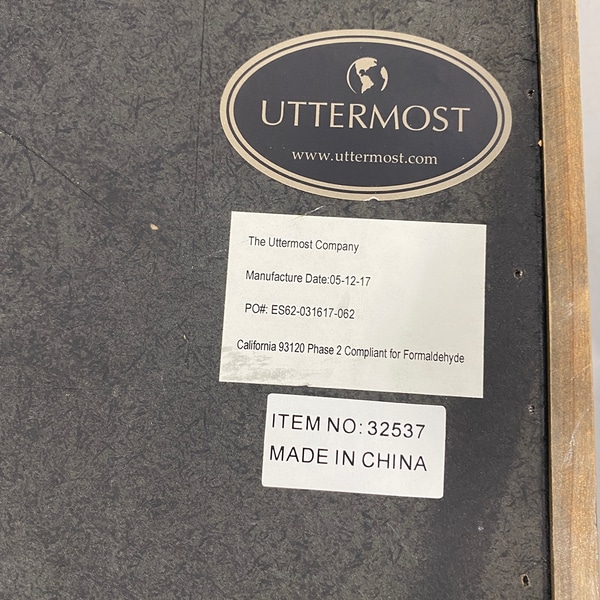 UTTERMOST
www.uttermost.com
The Uttermost Company
Manufacture Date:05-12-17
PO#: ES62-031617-062
California 93120 Phase 2 Compliant for Formaldehyde
ITEM NO: 32537
MADE IN CHINA